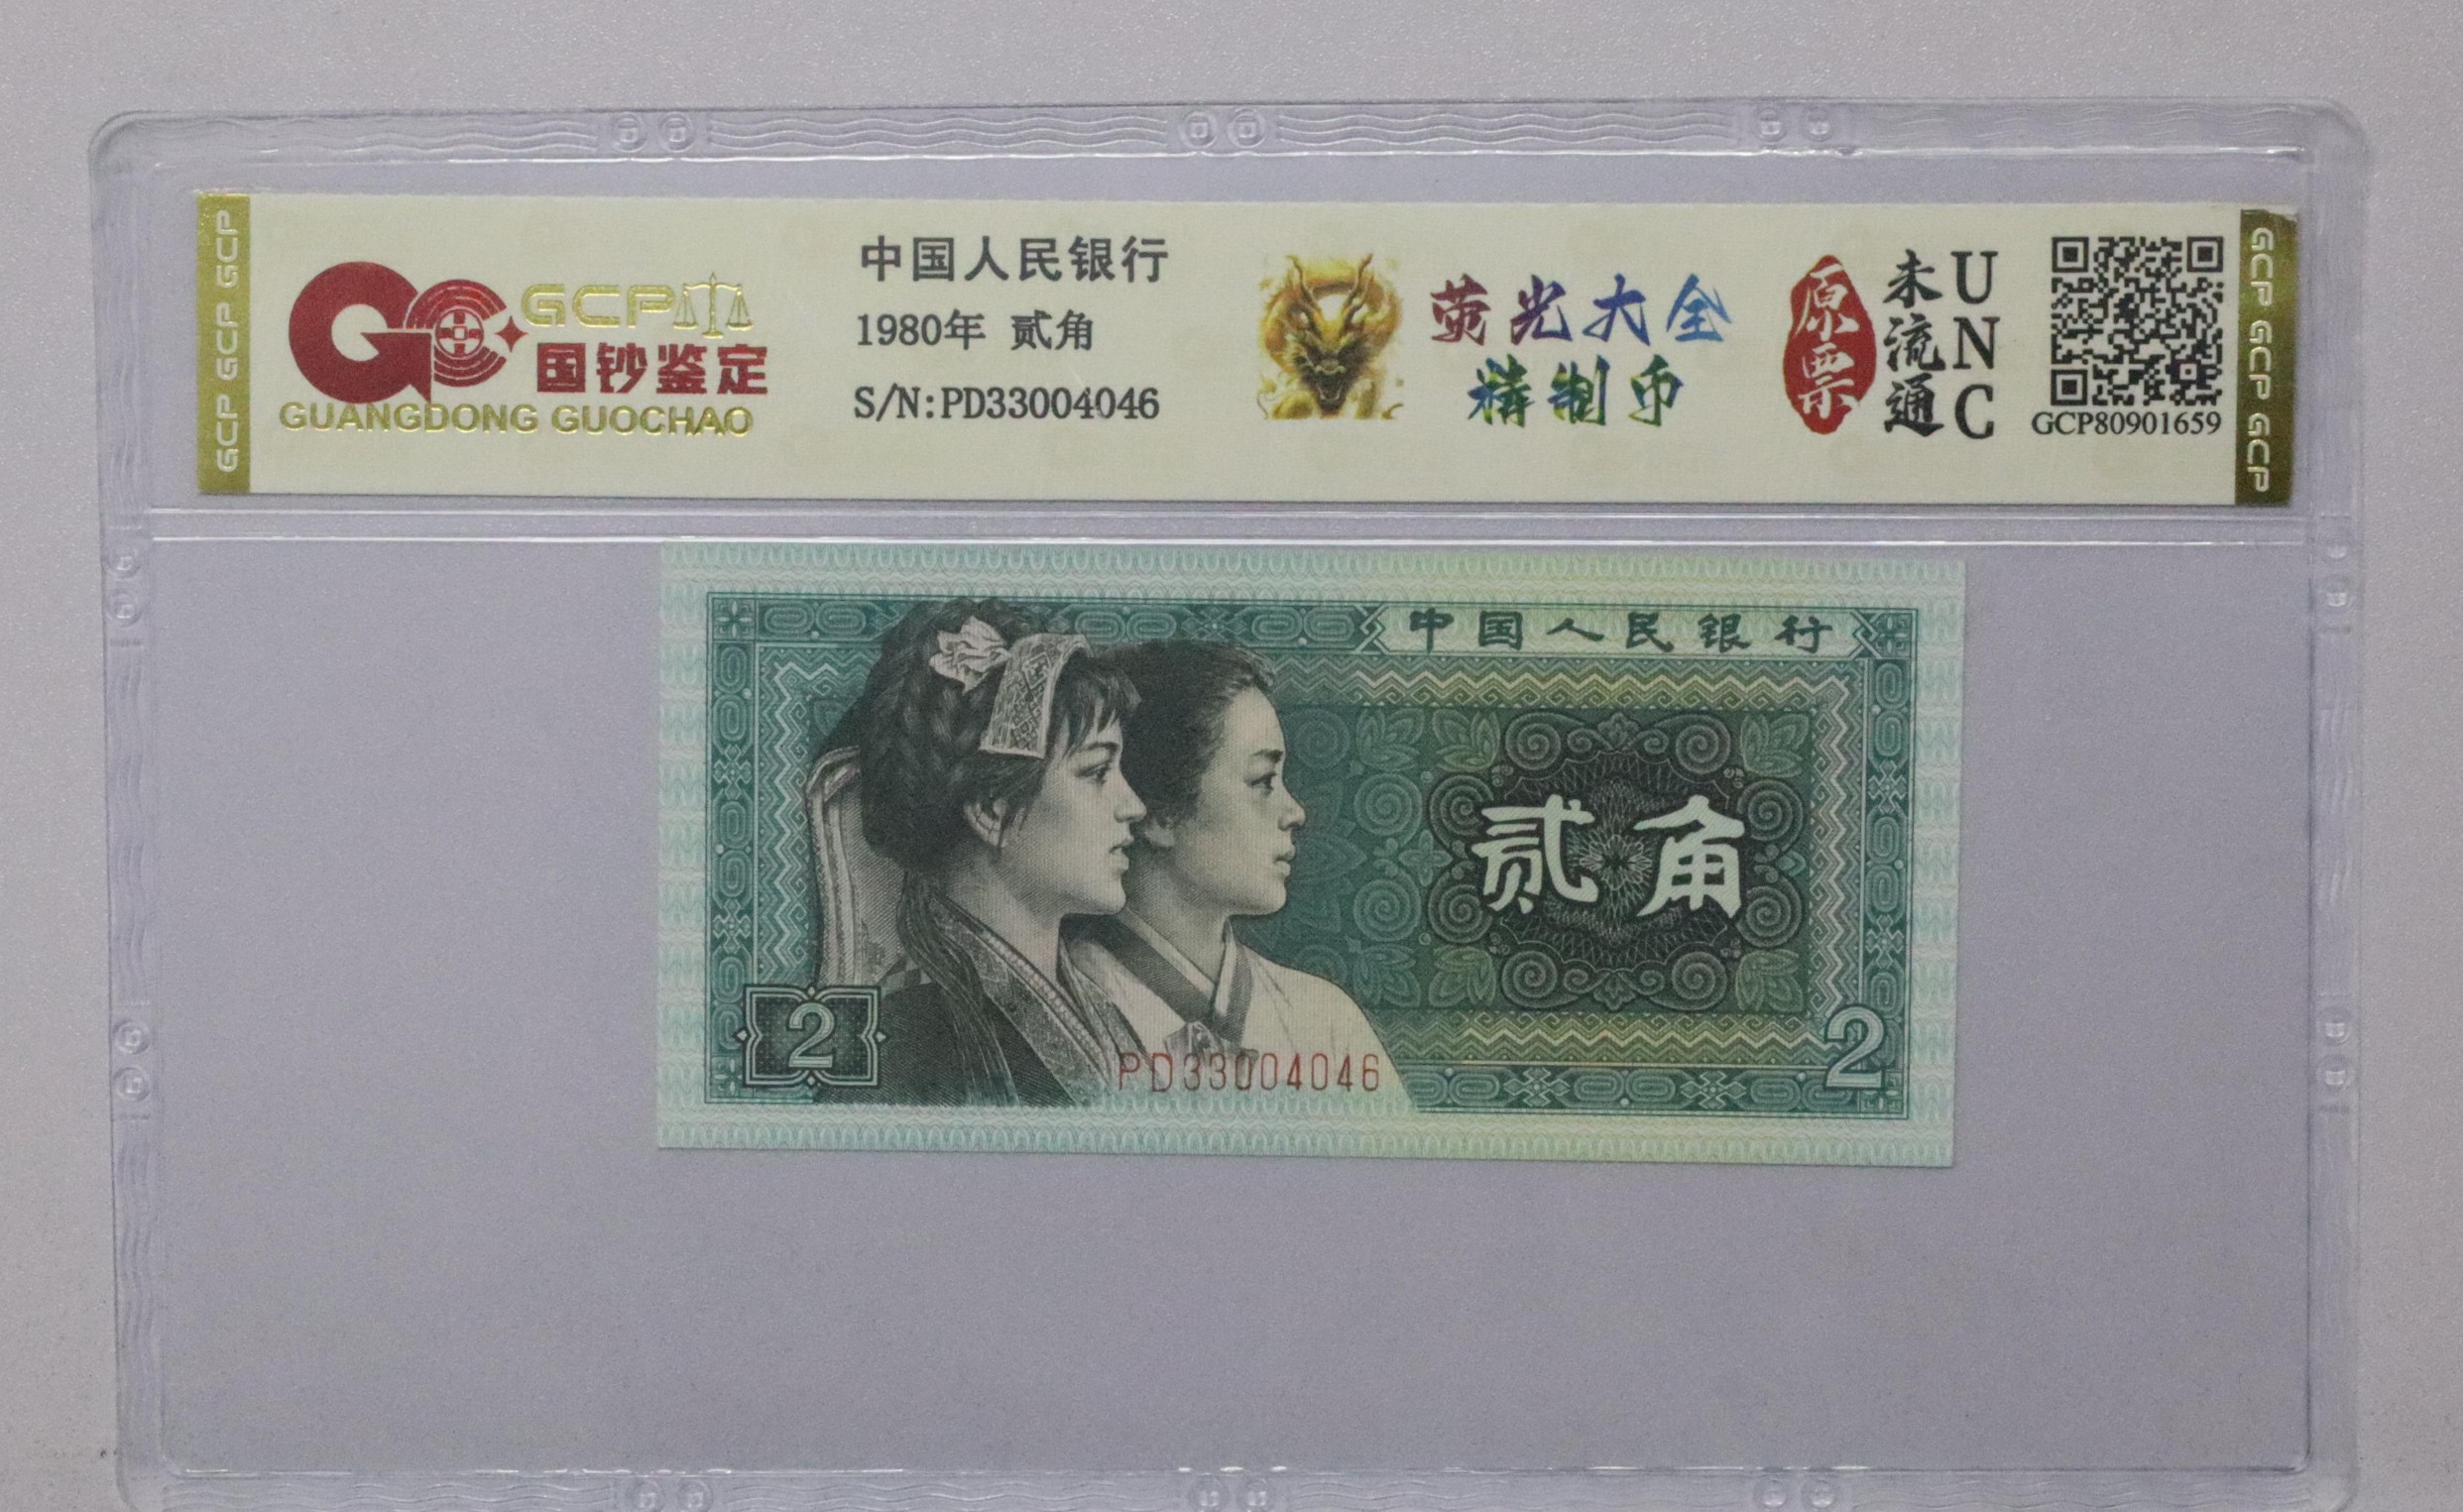 GCP GCP GCP
GCP
国钞鉴定
GUANGDONG GUOCHAO
中国人民银行
1980年 贰角
S/N:PD33004046
荧光大全
精制币
原票
未流通
UNC
GCP80901659
GCP GCP GCP GCP
中国人民银行
贰角
2
2
PD33004046